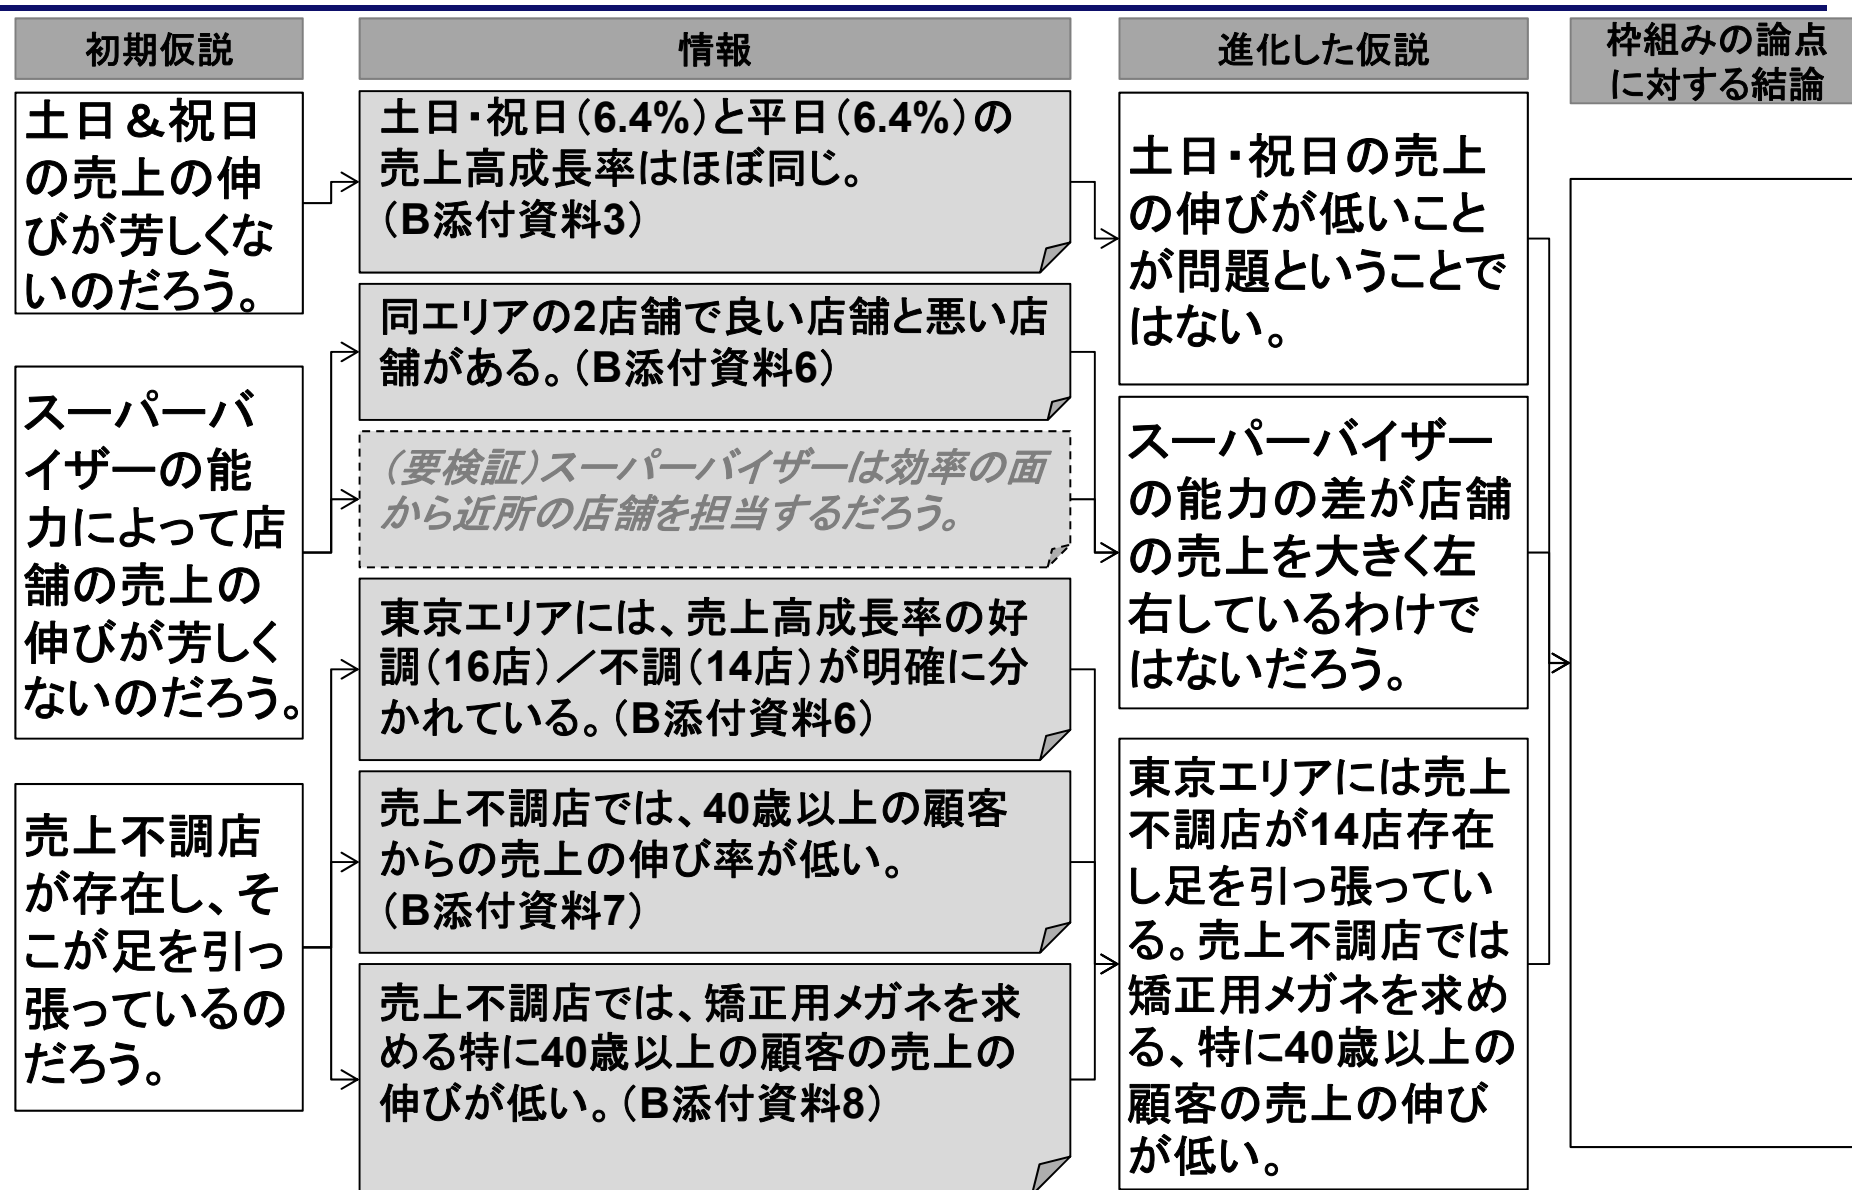 初期仮説
情報
進化した仮説
枠組みの論点
に対する結論
土日＆祝日
の売上の伸
びが芳しくな
いのだろう。
土日・祝日（6.4%）と平日（6.4%）の
売上高成長率はほぼ同じ。
（B添付資料3）
土日・祝日の売上
の伸びが低いこと
が問題ということで
はない。
スーパーバ
イザーの能
力によって店
舗の売上の
伸びが芳しく
ないのだろう。
同エリアの2店舗で良い店舗と悪い店
舗がある。（B添付資料6）
（要検証）スーパーバイザーは効率の面
から近所の店舗を担当するだろう。
スーパーバイザー
の能力の差が店舗
の売上を大きく左
右しているわけで
はないだろう。
売上不調店
が存在し、そ
こが足を引っ
張っているの
だろう。
東京エリアには、売上高成長率の好
調（16店）／不調（14店）が明確に分
かれている。（B添付資料6）
売上不調店では、40歳以上の顧客
からの売上の伸び率が低い。
（B添付資料7）
売上不調店では、矯正用メガネを求
める特に40歳以上の顧客の売上の
伸びが低い。（B添付資料8）
東京エリアには売上
不調店が14店存在
し足を引っ張ってい
る。売上不調店では
矯正用メガネを求め
る、特に40歳以上の
顧客の売上の伸び
が低い。